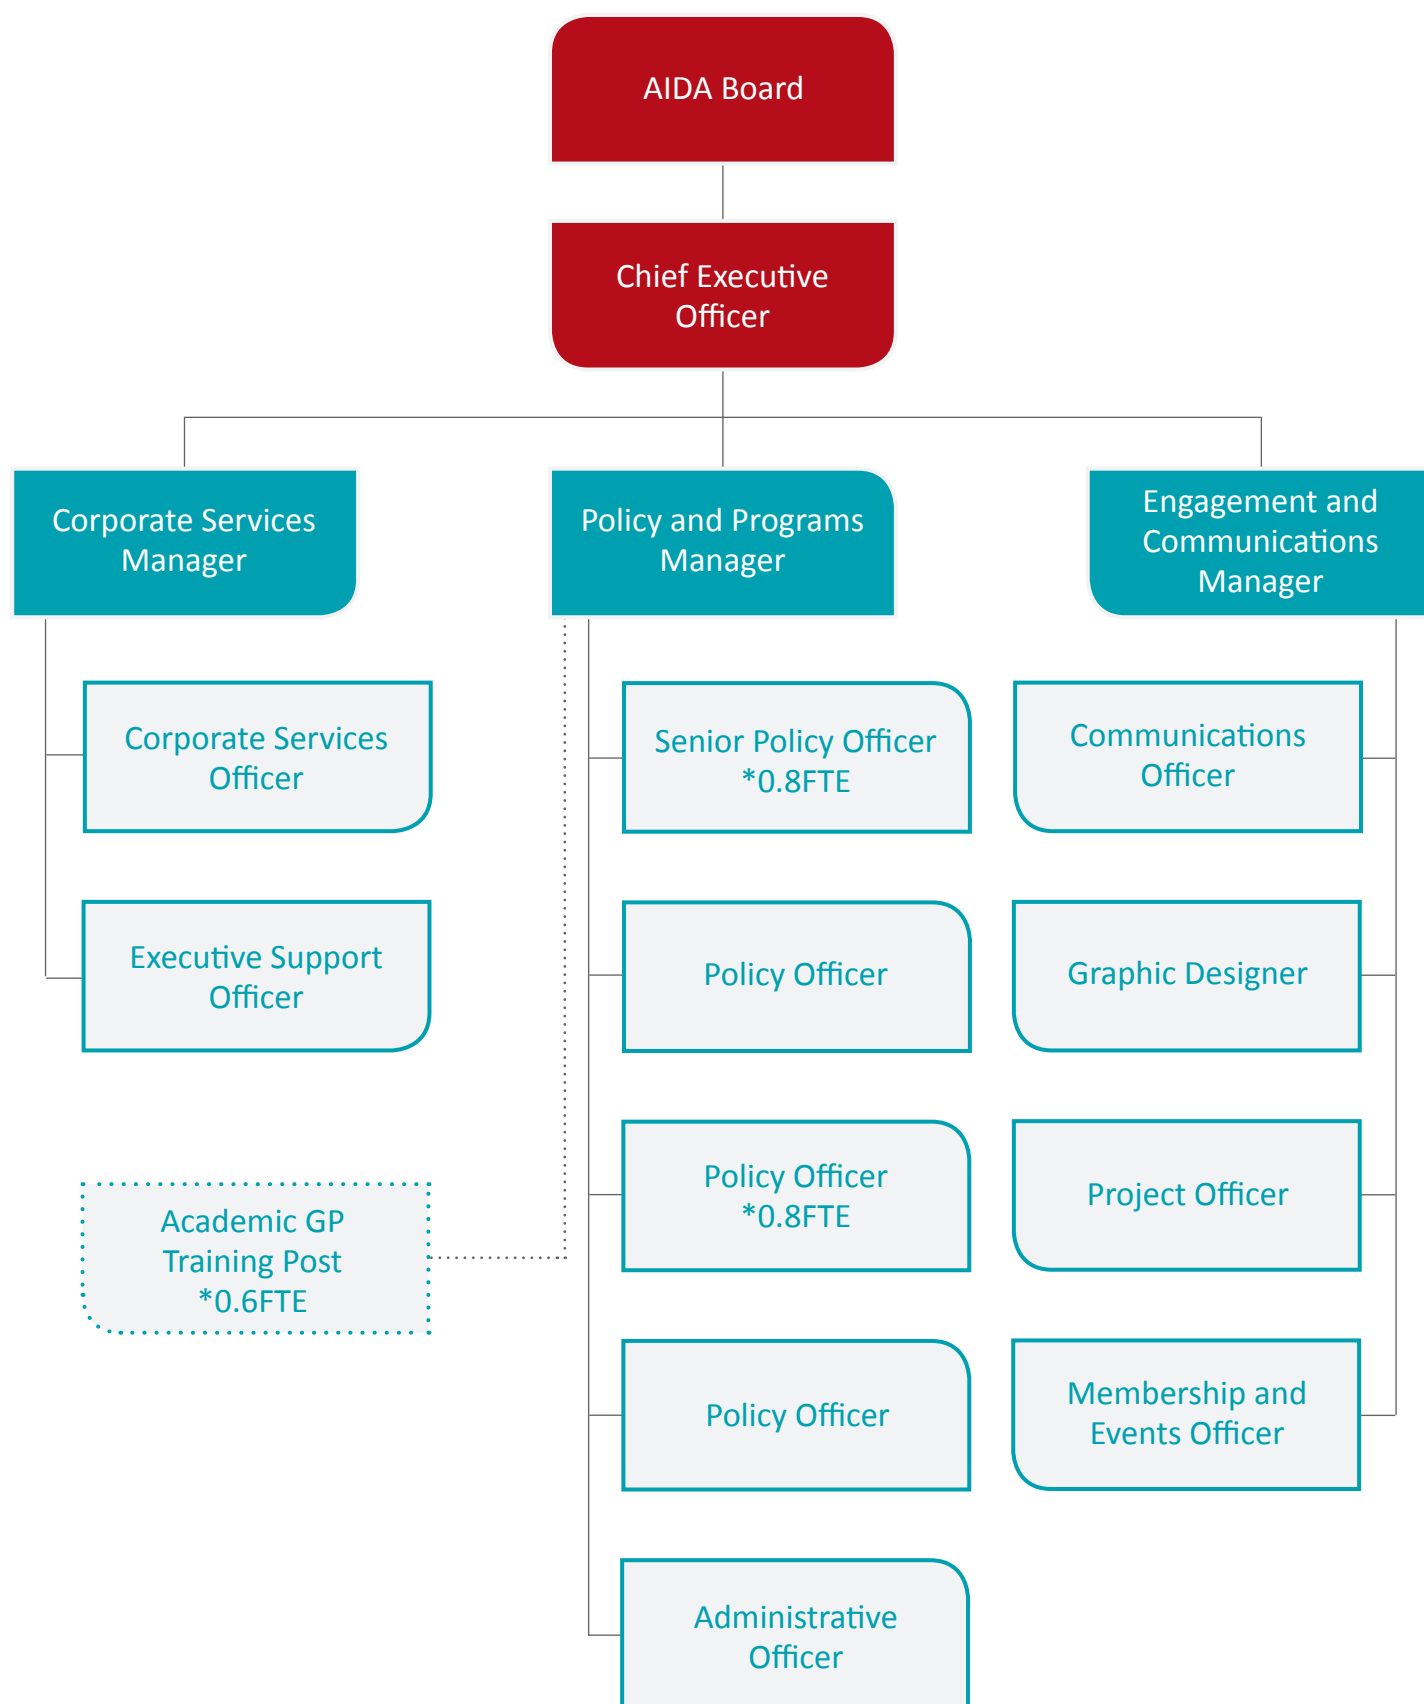 AIDA Board
Chief Executive
Officer
Corporate Services
Manager
Policy and Programs
Manager
Engagement and
Communications
Manager
Corporate Services
Officer
Executive Support
Officer
Academic GP
Training Post
*0.6FTE
Senior Policy Officer
*0.8FTE
Policy Officer
Policy Officer
*0.8FTE
Policy Officer
Administrative
Officer
Communications
Officer
Graphic Designer
Project Officer
Membership and
Events Officer